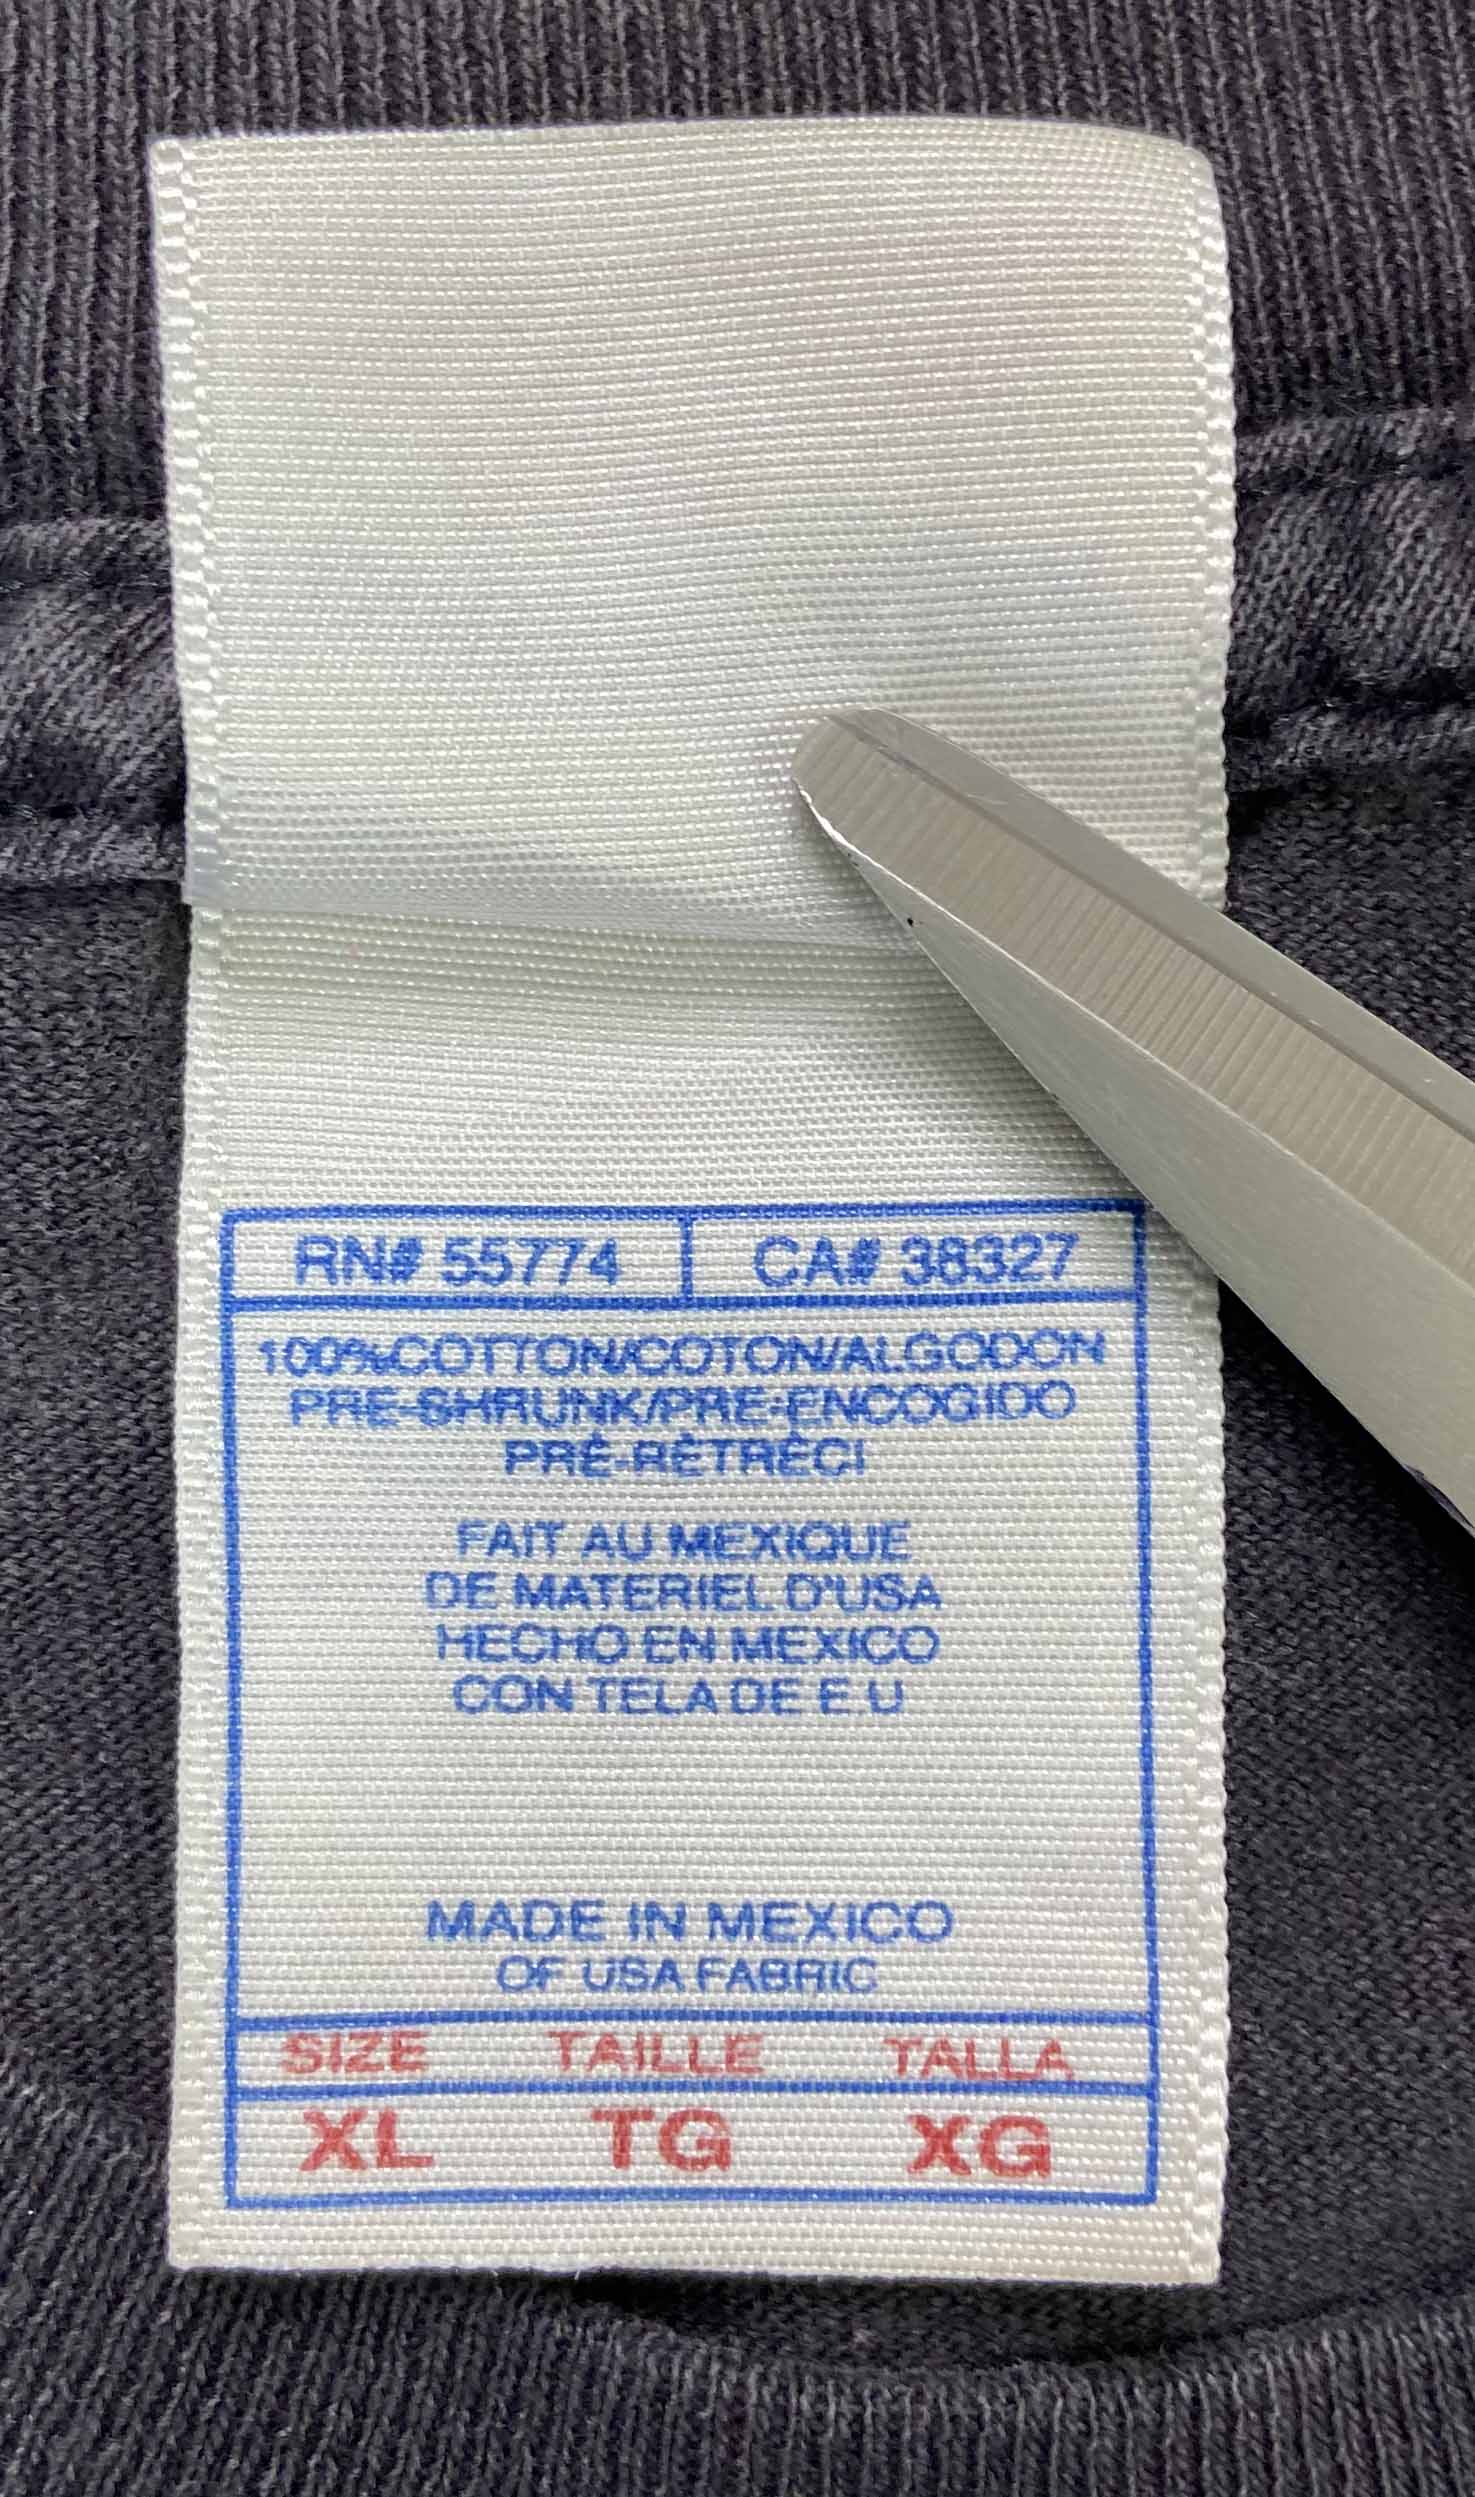 RN# 55774 CA# 38327
100%COTTON/COTON/ALGODON
PRE-SHRUNK/PRE-ENCOGIDO
PRÉ-RÉTRÉCI
FAIT AU MEXIQUE
DE MATERIEL D'USA
HECHO EN MEXICO
CON TELA DE E.U
MADE IN MEXICO
OF USA FABRIC
SIZE TAILLE TALLA
XL TG XG